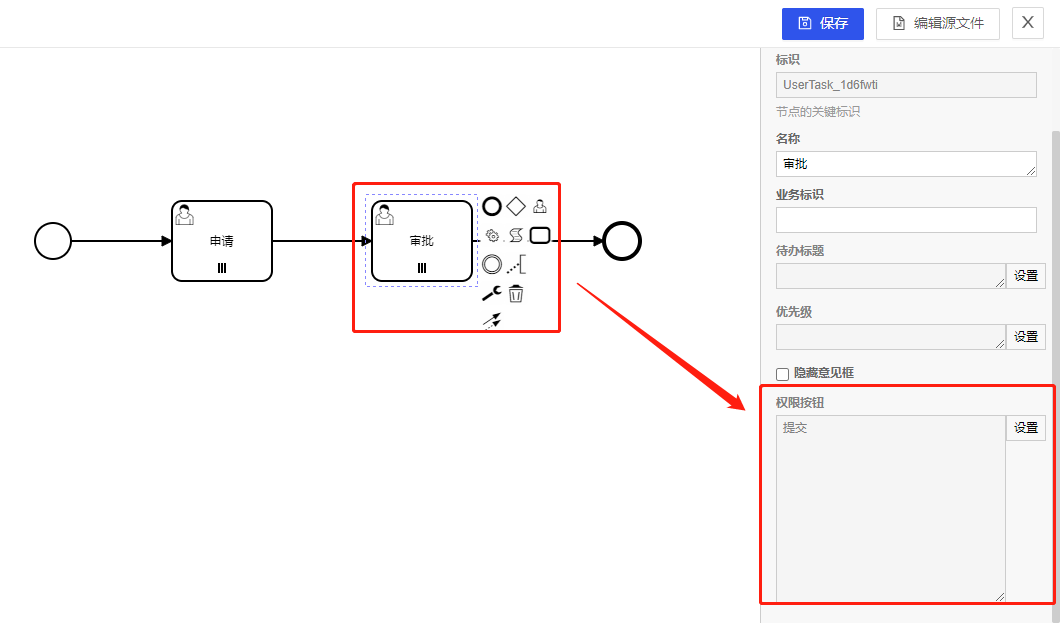 保存
编辑源文件
X
标识
UserTask_1d6fwti
节点的关键标识
名称
审批
业务标识
待办标题
设置
优先级
设置
隐藏意见框
权限按钮
提交
设置
申请
审批